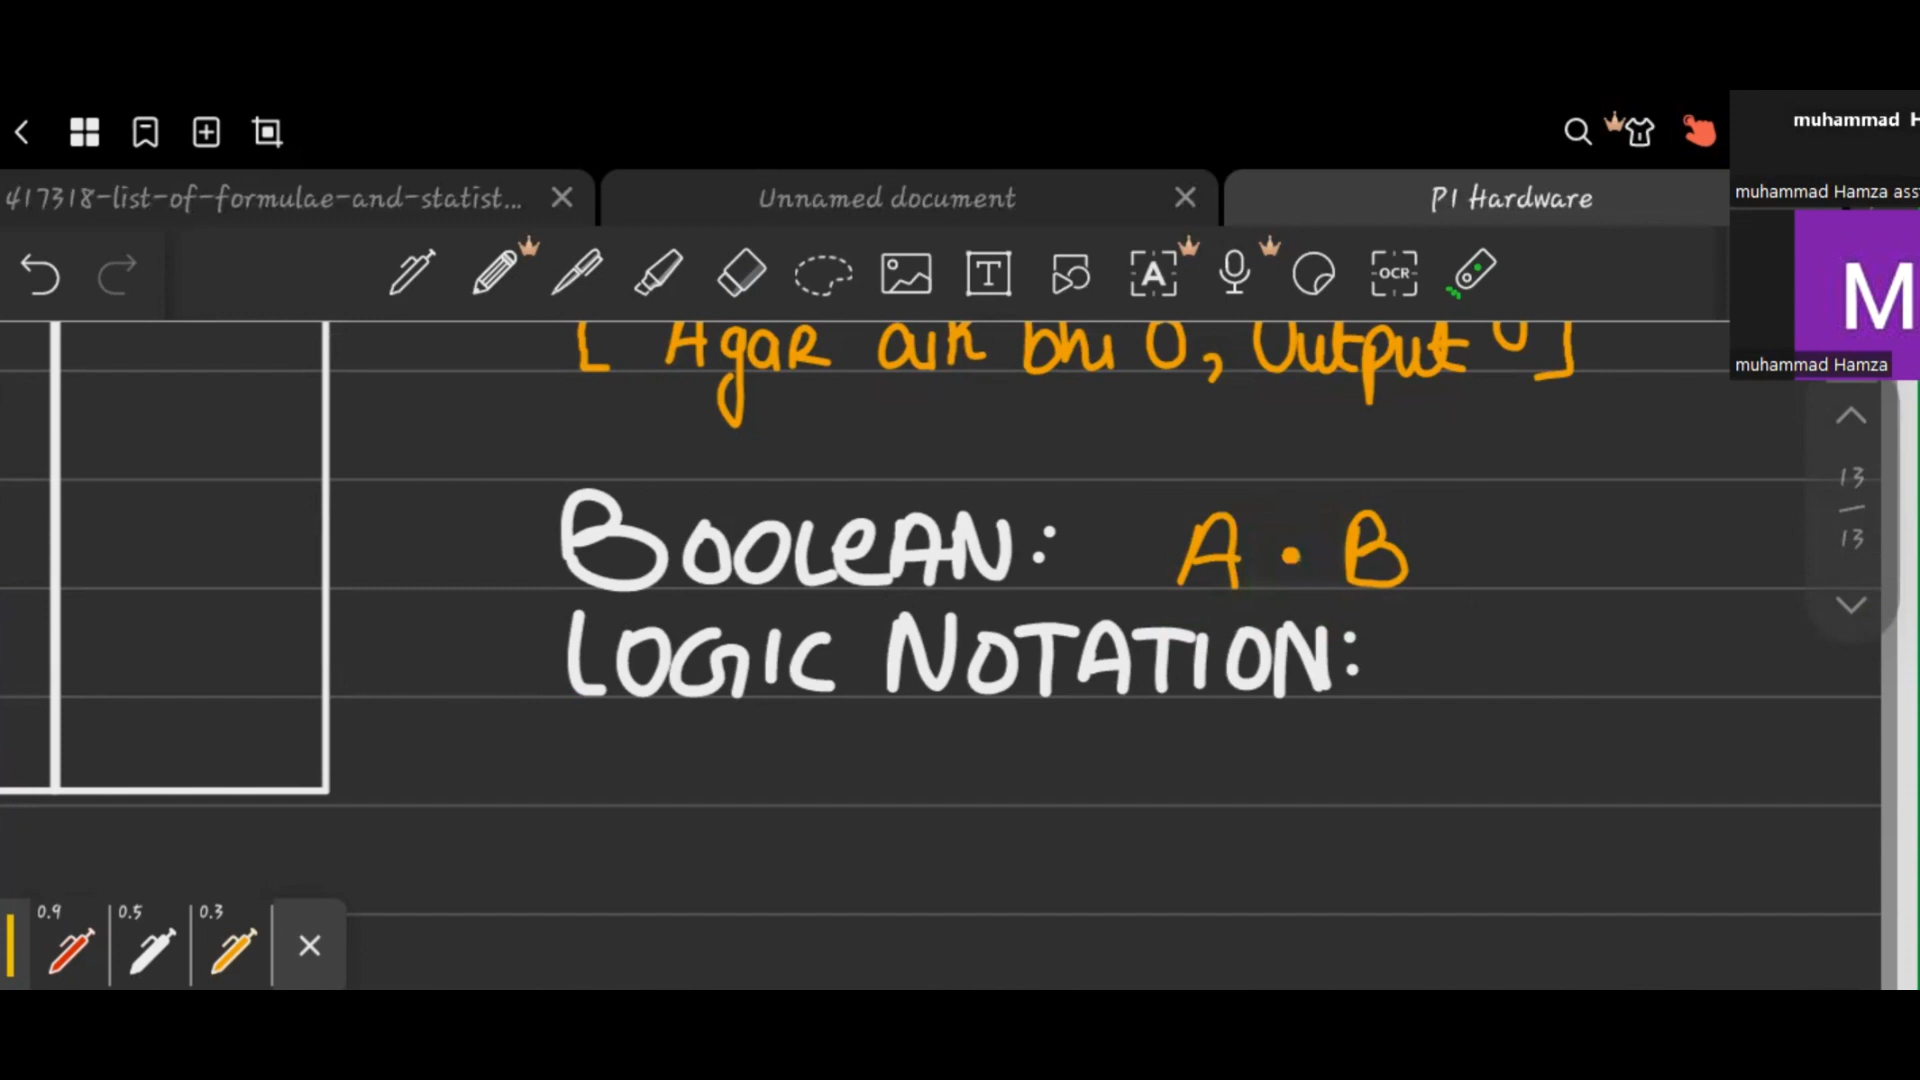 muhammad H
417318-list-of-formulae-and-statist...
Unnamed document
P1 Hardware
muhammad Hamza ass
A
T
OCR
M
muhammad Hamza
[ Agar aik bhi 0, Output 0 ]
13
13
BOOLEAN: A · B
LOGIC NOTATION:
0.9
0.5
0.3